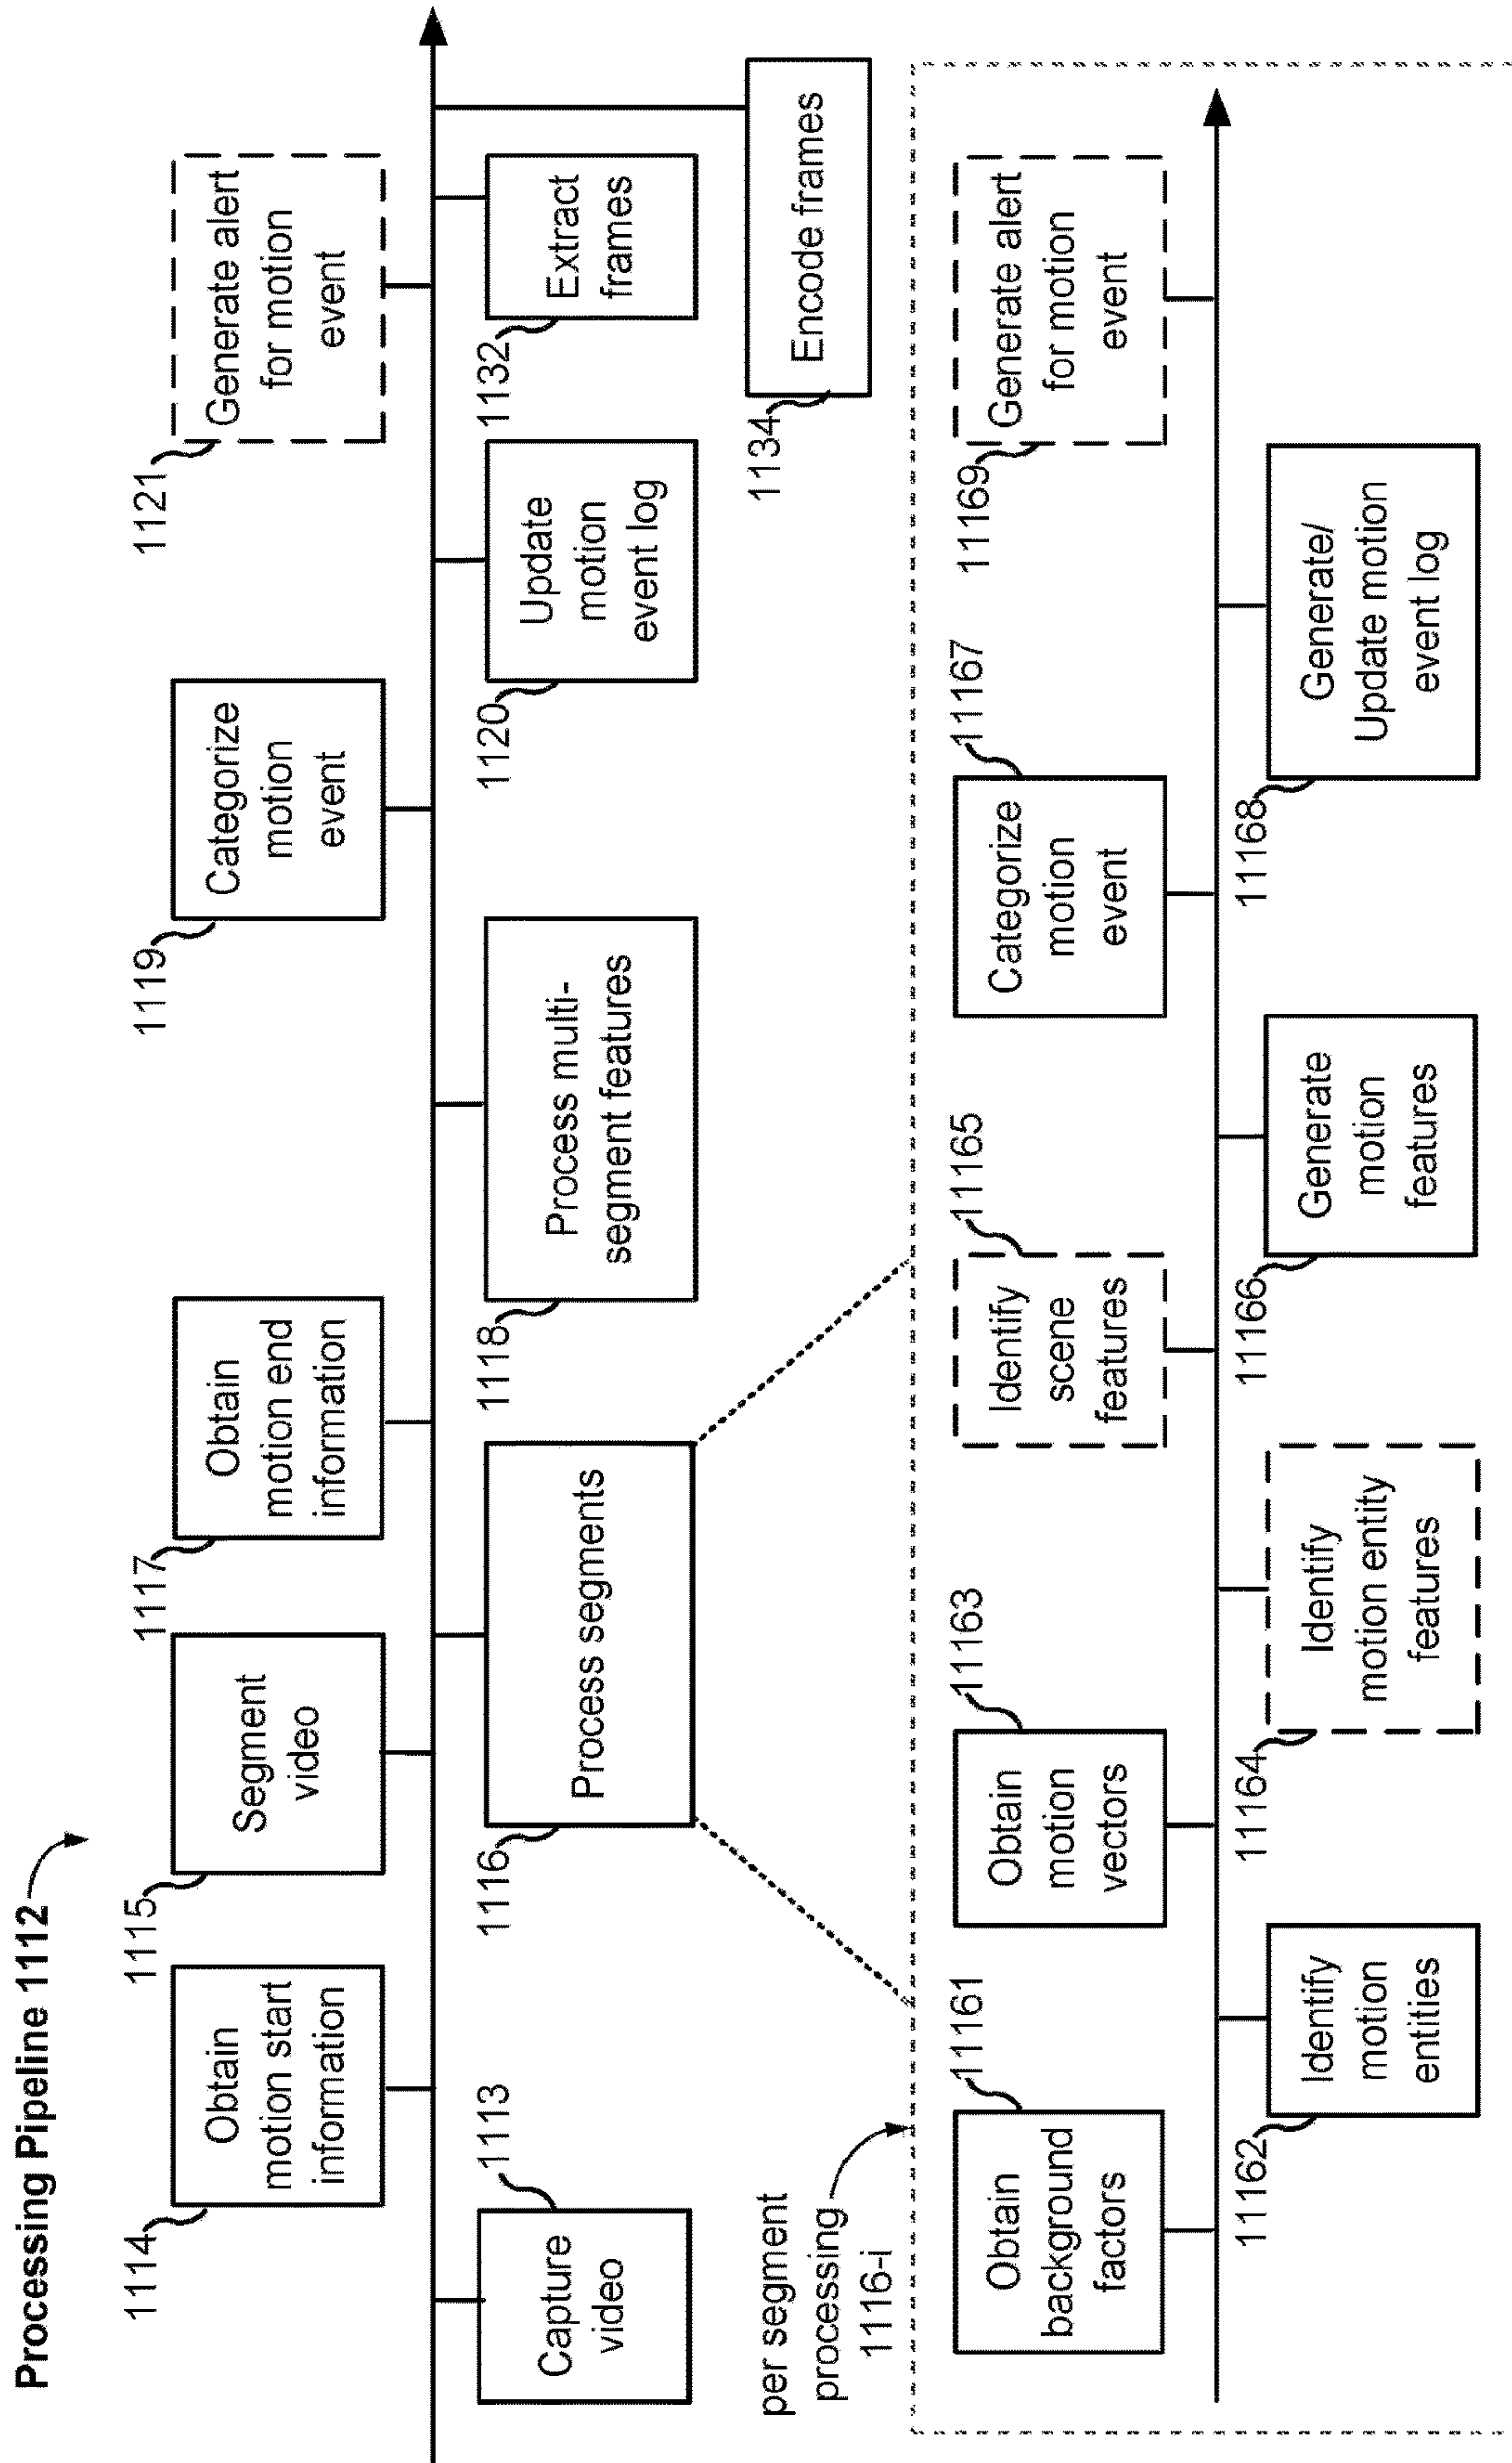 Processing Pipeline 1112
1114
Obtain
motion start
information
1115
Segment
video
1117
Obtain
motion end
information
1119
Categorize
motion
event
1121
Generate alert
for motion
event
1113
Capture
video
1116
Process segments
1118
Process multi-
segment features
1120
Update
motion
event log
1132
Extract
frames
1134
Encode frames
per segment
processing
1116-i
11161
Obtain
background
factors
11163
Obtain
motion
vectors
11165
Identify
scene
features
11167
Categorize
motion
event
11169
Generate alert
for motion
event
11162
Identify
motion
entities
11164
Identify
motion entity
features
11166
Generate
motion
features
11168
Generate/
Update motion
event log